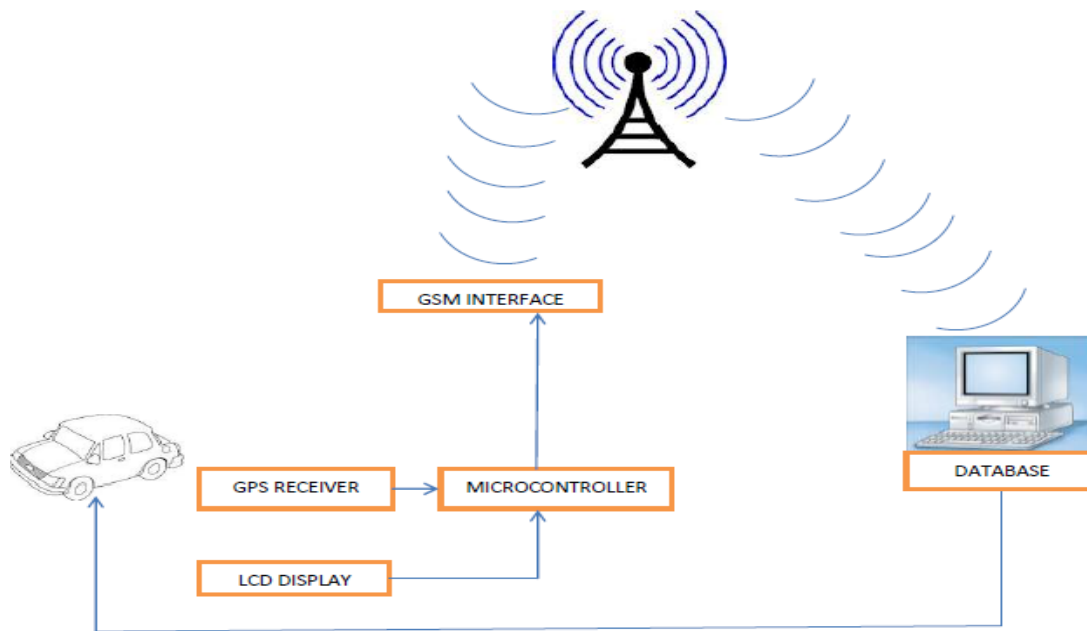 GSM INTERFACE
DATABASE
GPS RECEIVER
MICROCONTROLLER
LCD DISPLAY